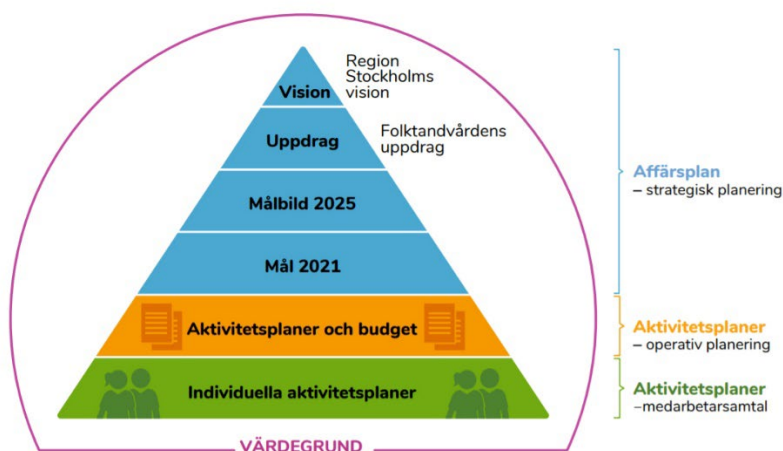 Vision
Region
Stockholms
vision
Uppdrag
Folktandvårdens
uppdrag
Målbild 2025
Mål 2021
Aktivitetsplaner och budget
Individuella aktivitetsplaner
VÄRDEGRUND
Affärsplan
– strategisk planering
Aktivitetsplaner
– operativ planering
Aktivitetsplaner
–medarbetarsamtal